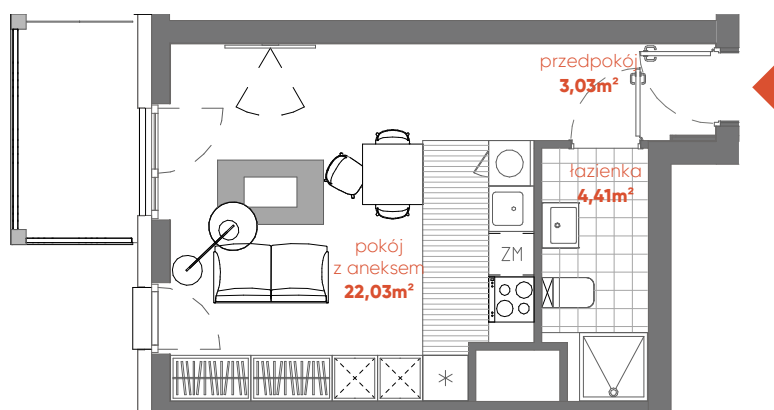 przedpokój
3,03m²
łazienka
4,41m²
pokój
z aneksem
22,03m²
ZM